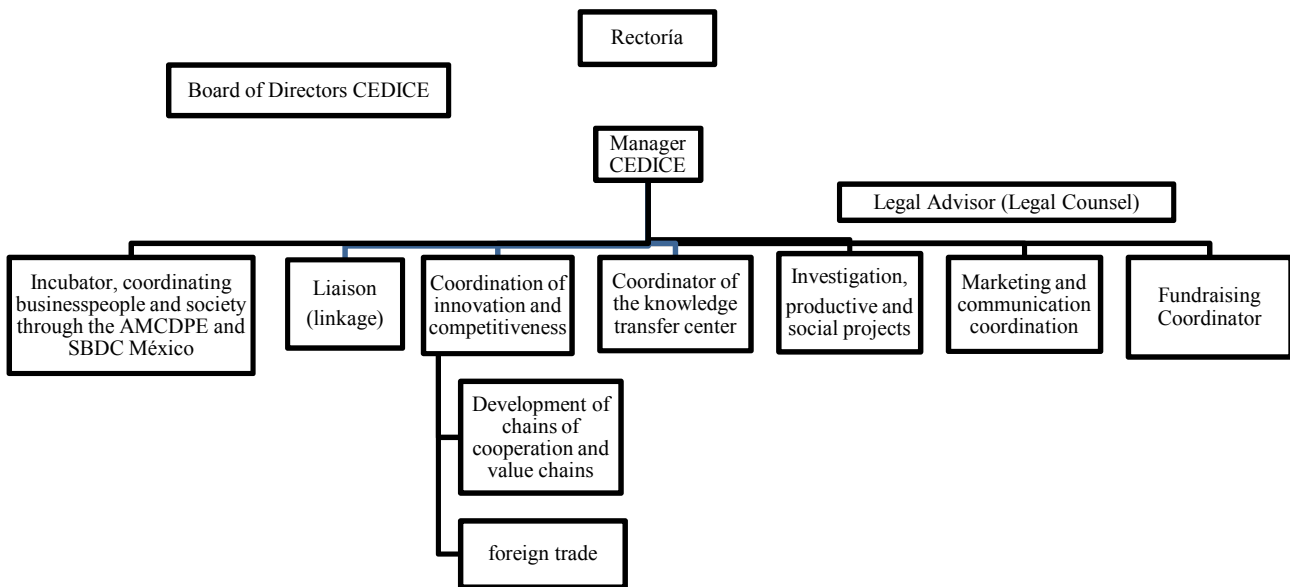 Rectoría
Board of Directors CEDICE
Manager
CEDICE
Legal Advisor (Legal Counsel)
Incubator, coordinating
businesspeople and society
through the AMCDPE and
SBDC México
Liaison
(linkage)
Coordination of
innovation and
competitiveness
Coordinator of
the knowledge
transfer center
Investigation,
productive and
social projects
Marketing and
communication
coordination
Fundraising
Coordinator
Development of
chains of
cooperation and
value chains
foreign trade